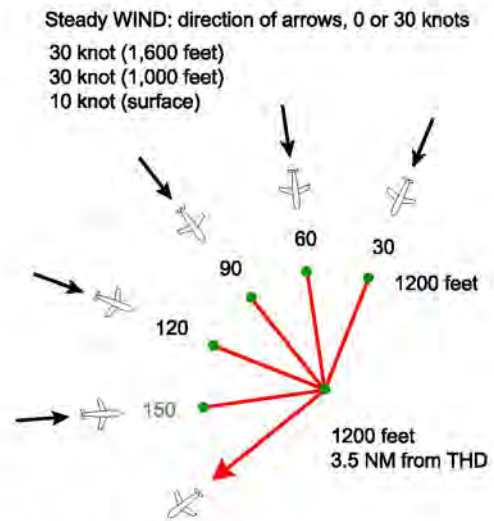 Steady WIND: direction of arrows, 0 or 30 knots
30 knot (1,600 feet)
30 knot (1,000 feet)
10 knot (surface)
60
30
90
1200 feet
120
150
1200 feet
3.5 NM from THD